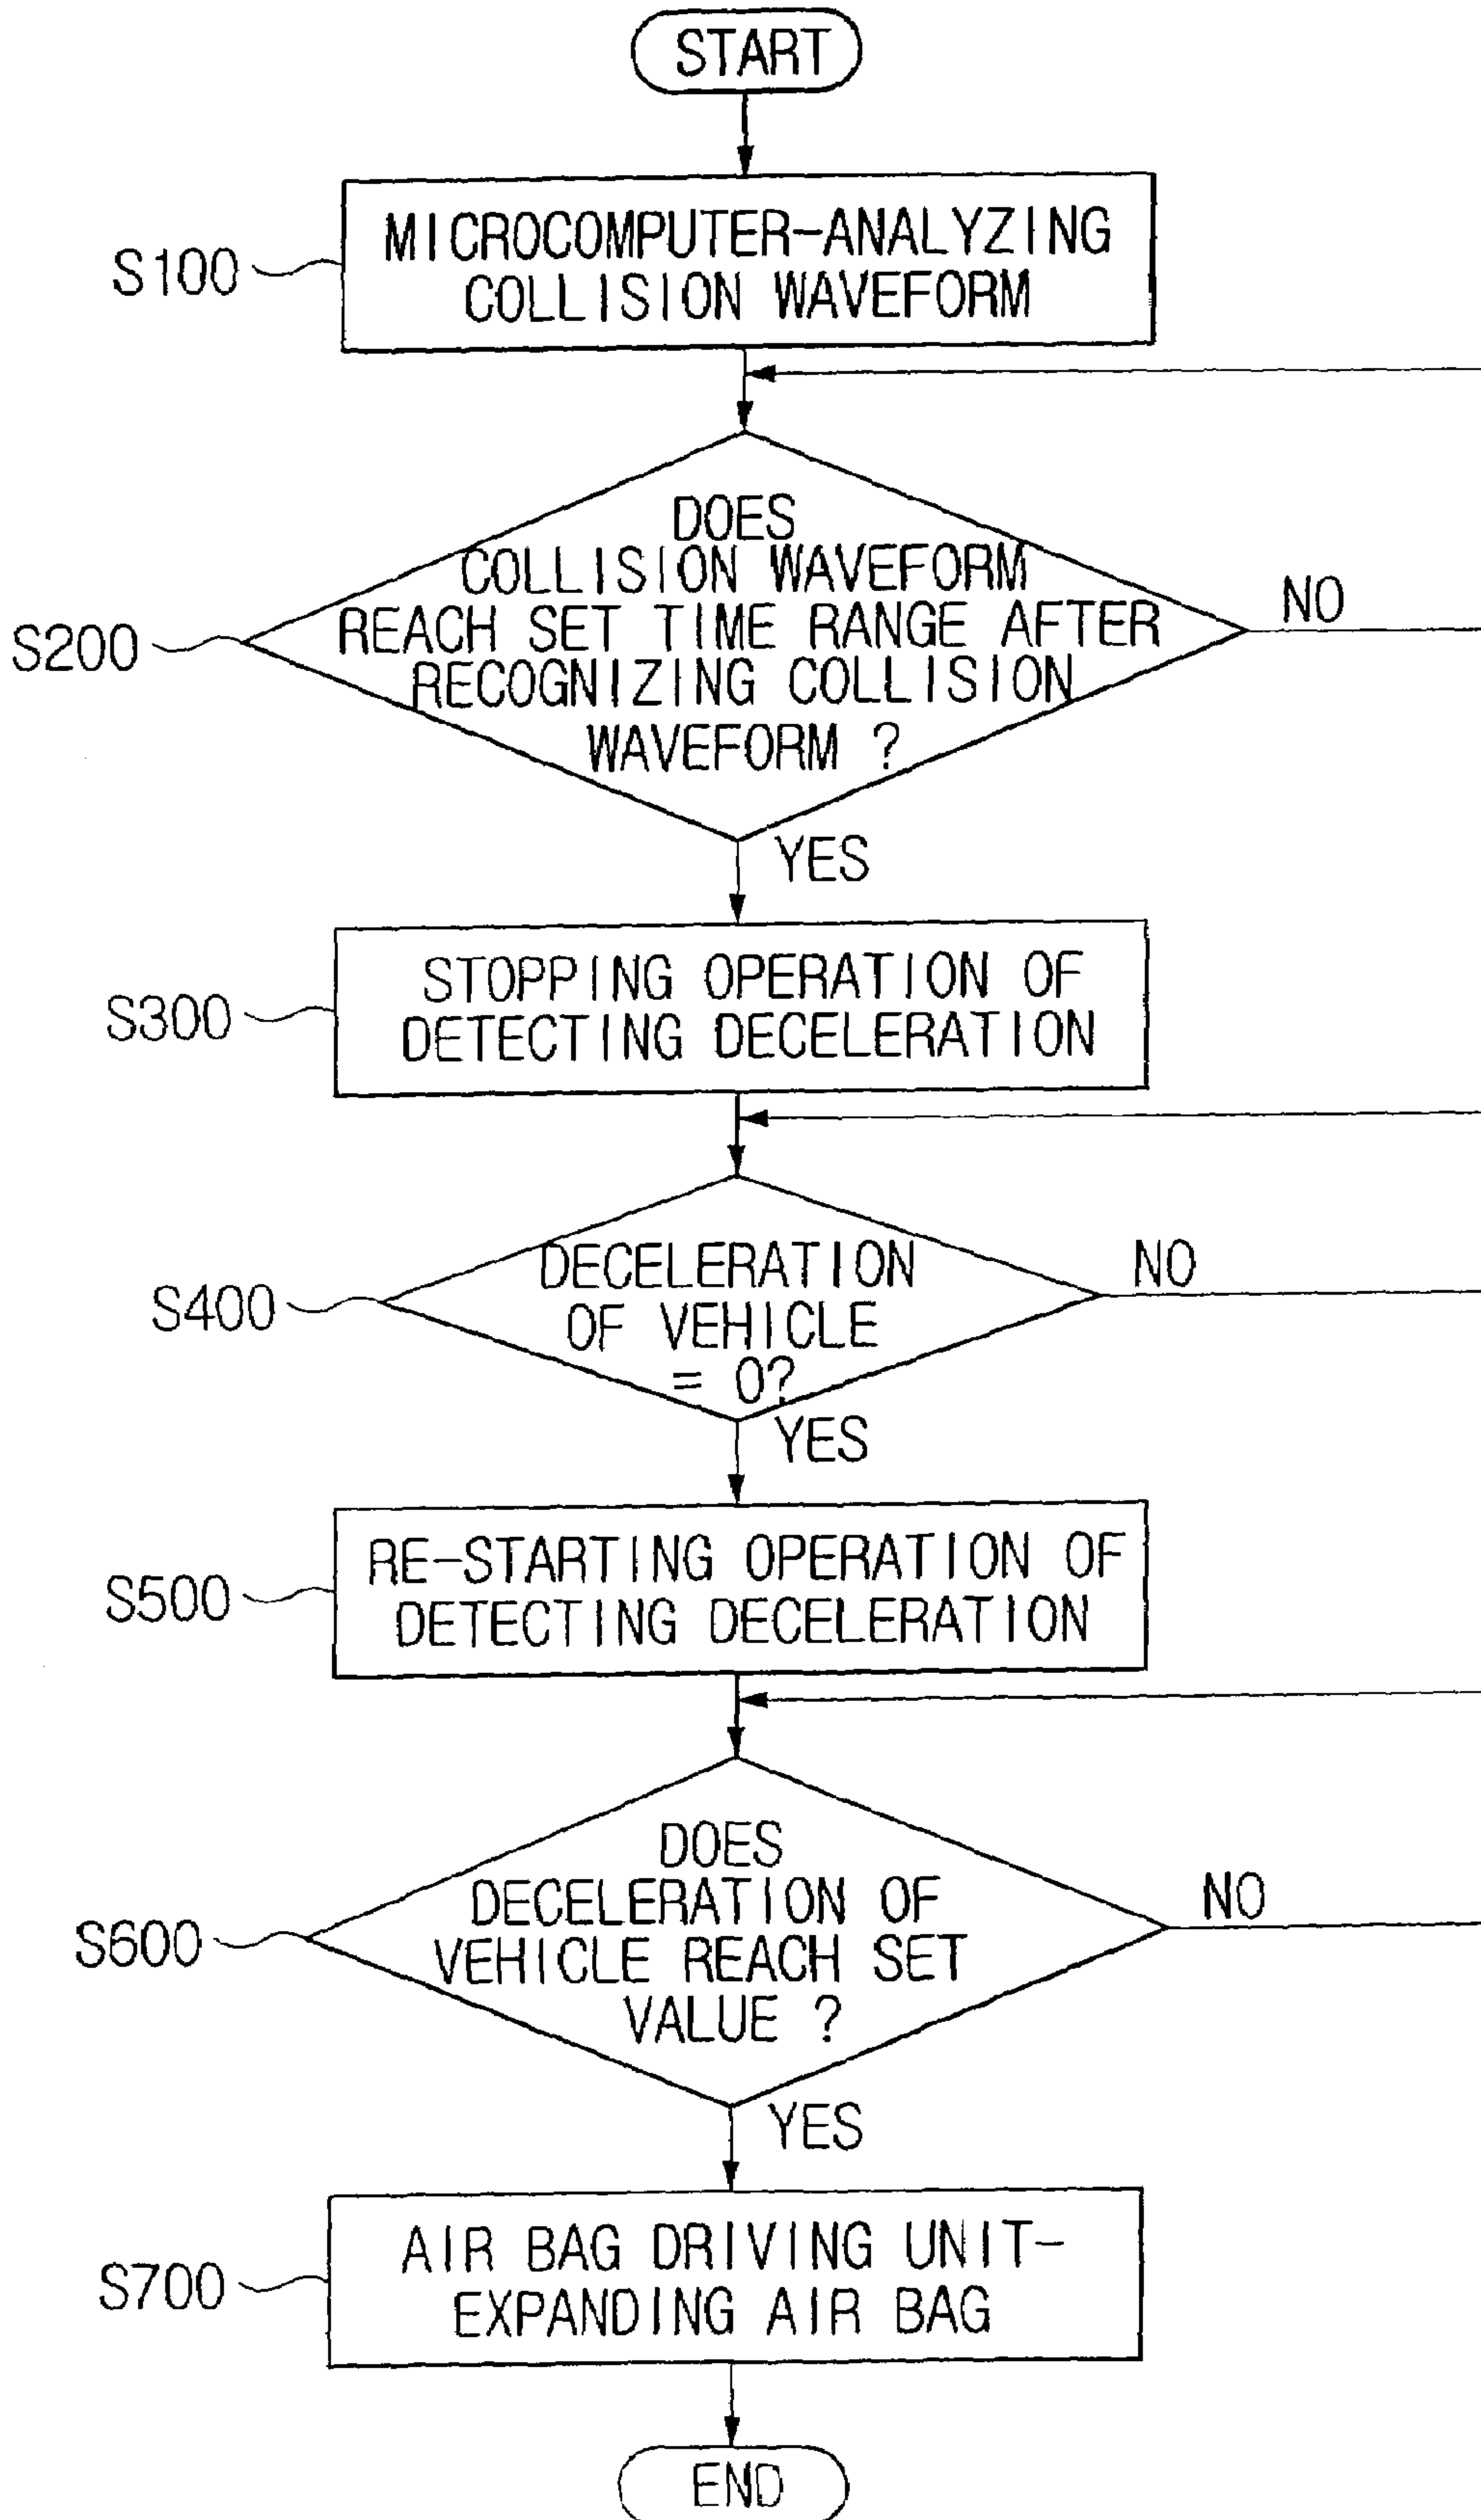 START
S100
MICROCOMPUTER-ANALYZING
COLLISION WAVEFORM
DOES
COLLISION WAVEFORM
REACH SET TIME RANGE AFTER
RECOGNIZING COLLISION
WAVEFORM ?
S200
NO
YES
S300
STOPPING OPERATION OF
DETECTING DECELERATION
S400
DECELERATION
OF VEHICLE
= 0?
NO
YES
S500
RE-STARTING OPERATION OF
DETECTING DECELERATION
S600
DOES
DECELERATION OF
VEHICLE REACH SET
VALUE ?
NO
YES
S700
AIR BAG DRIVING UNIT-
EXPANDING AIR BAG
END